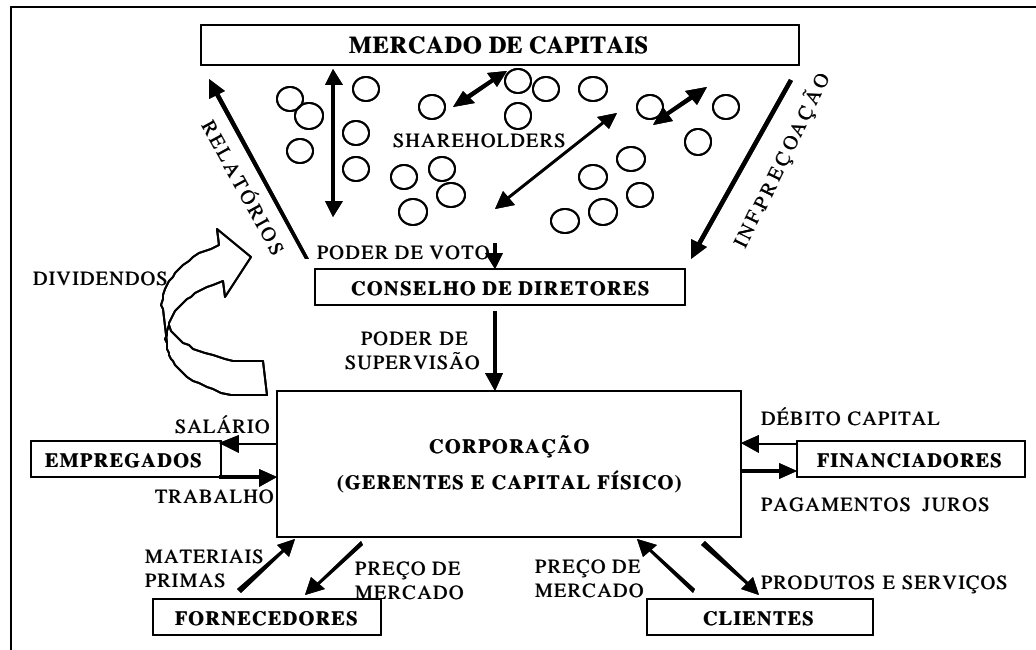 MERCADO DE CAPITAIS
RELATÓRIOS
SHAREHOLDERS
INF.PREÇOAÇÃO
PODER DE VOTO
DIVIDENDOS
CONSELHO DE DIRETORES
PODER DE
SUPERVISÃO
SALÁRIO
EMPREGADOS
TRABALHO
CORPORAÇÃO
(GERENTES E CAPITAL FÍSICO)
DÉBITO CAPITAL
FINANCIADORES
PAGAMENTOS JUROS
MATERIAIS
PRIMAS
PREÇO DE
MERCADO
PREÇO DE
MERCADO
PRODUTOS E SERVIÇOS
FORNECEDORES
CLIENTES